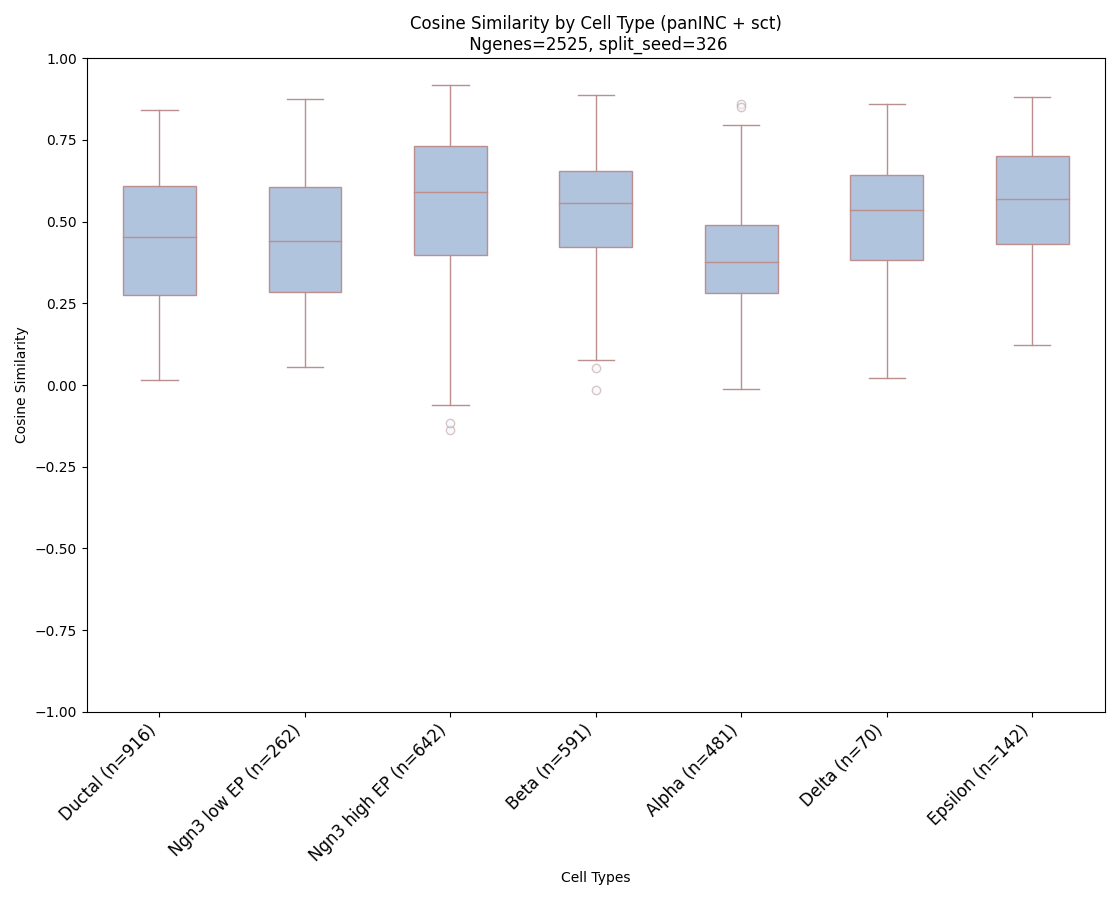 Cosine Similarity by Cell Type (panINC + sct)
Ngenes=2525, split_seed=326
1.00
0.75
0.50
0.25
0.00
−0.25
−0.50
−0.75
−1.00
Cosine Similarity
Ductal (n=916)
Ngn3 low EP (n=262)
Ngn3 high EP (n=642)
Beta (n=591)
Alpha (n=481)
Delta (n=70)
Epsilon (n=142)
Cell Types